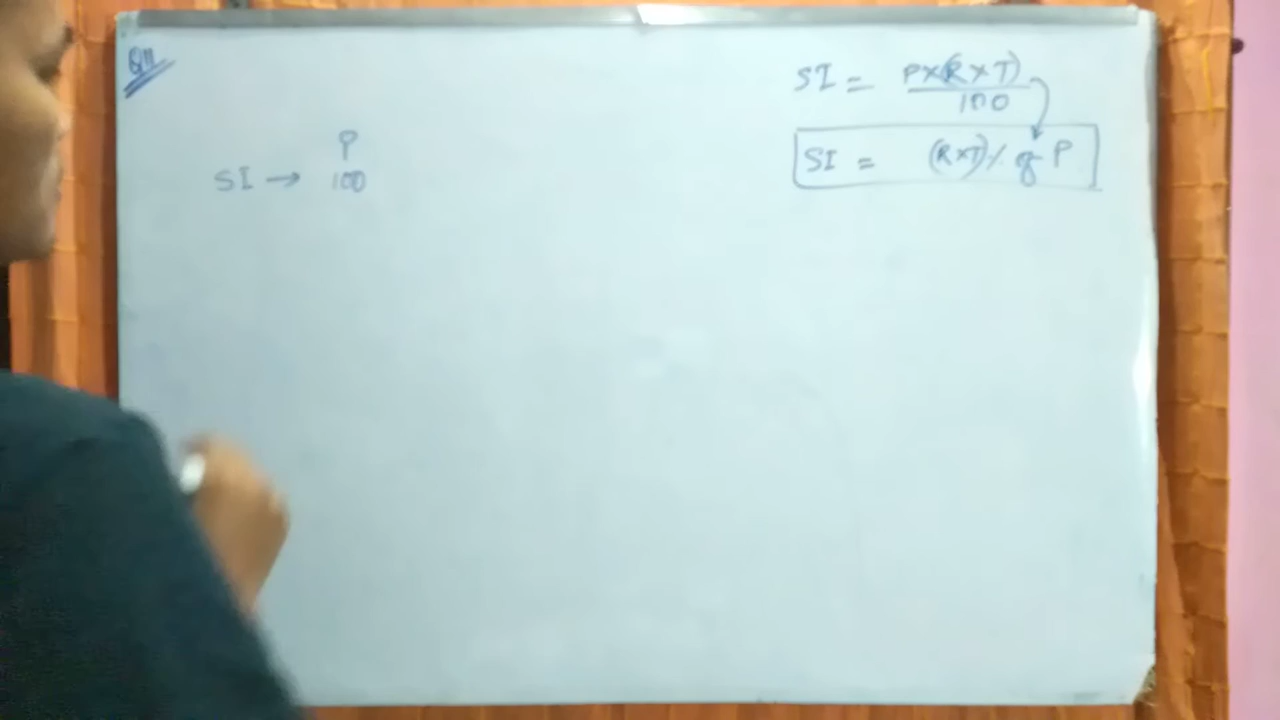 Q11
SI = P×(R×T)
100
SI = (R×T)% of P
P
SI → 100